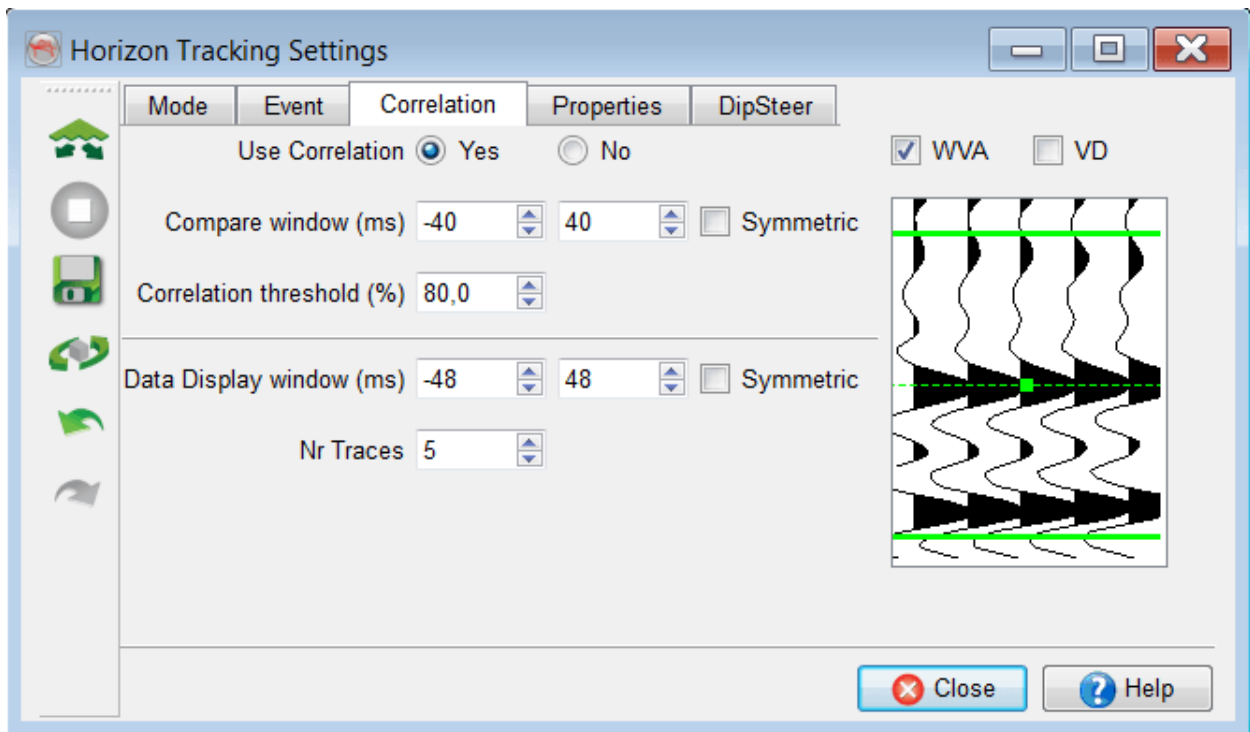 Horizon Tracking Settings
Mode Event Correlation Properties DipSteer
Use Correlation Yes No WVA VD
Compare window (ms) -40 40 Symmetric
Correlation threshold (%) 80,0
Data Display window (ms) -48 48 Symmetric
Nr Traces 5
Close Help